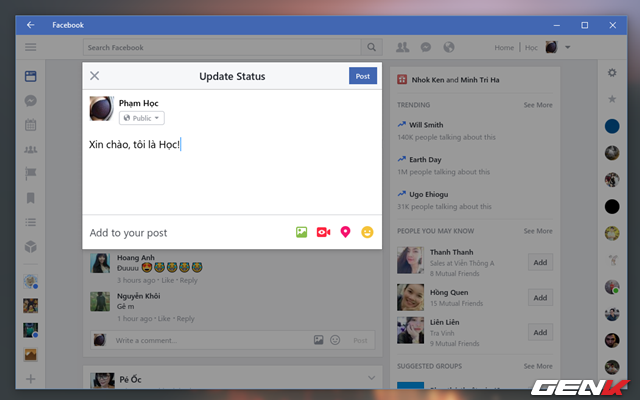 Facebook
Search Facebook
Home
Học
Update Status
Post
Phạm Học
Public
Xin chào, tôi là Học!
Add to your post
Hoang Anh
Đuuuu
3 hours ago · Like · Reply
Nguyễn Khôi
Gê m
1 hour ago · Like · Reply
Write a comment...
Post
Pé Ốc
Nhok Ken and Minh Tri Ha
TRENDING
See More
Will Smith
140K people talking about this
Earth Day
1M people talking about this
Ugo Ehiogu
31K people talking about this
PEOPLE YOU MAY KNOW
See More
Thanh Thanh
Sales at Viễn Thông A
8 Mutual Friends
Add
Hồng Quen
15 Mutual Friends
Add
Liên Liên
Tra Vinh
8 Mutual Friends
Add
SUGGESTED GROUPS
See More
GENK